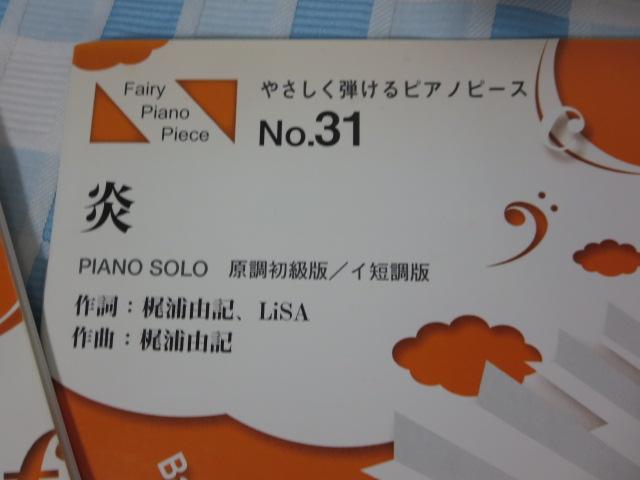 Fairy
Piano
Piece
やさしく弾けるピアノピース
No.31
炎
PIANO SOLO 原調初級版／イ短調版
作詞：梶浦由記、LiSA
作曲：梶浦由記